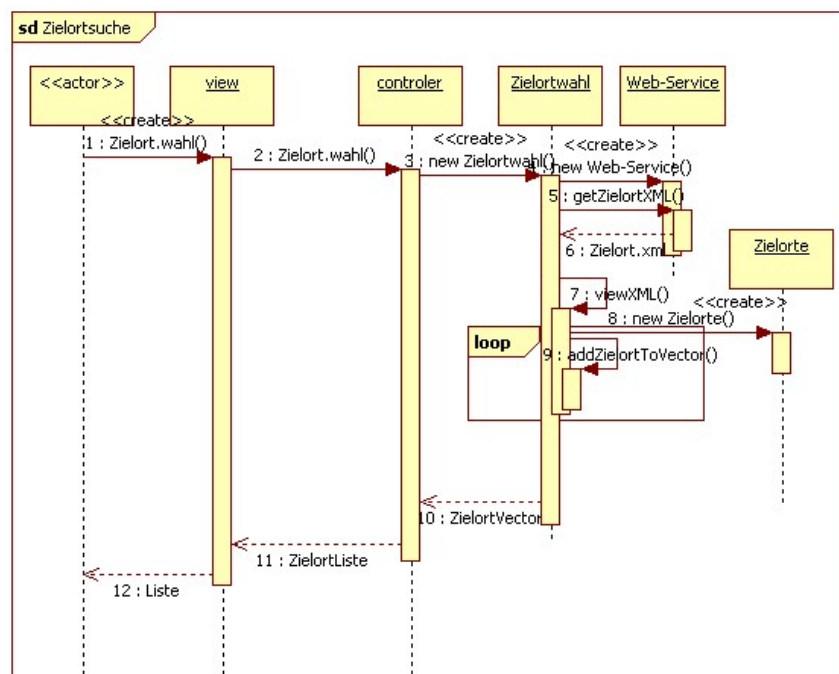 sd Zielortsuche
<<actor>>
view
controler
Zielortwahl
Web-Service
<<create>>
1 : Zielort.wahl()
2 : Zielort.wahl()
<<create>>
3 : new Zielortwahl()
<<create>>
4 : new Web-Service()
5 : getZielortXML()
6 : Zielort.xml
Zielorte
7 : viewXML()
<<create>>
8 : new Zielorte()
loop
9 : addZielortToVector()
10 : ZielortVector
11 : ZielortListe
12 : Liste